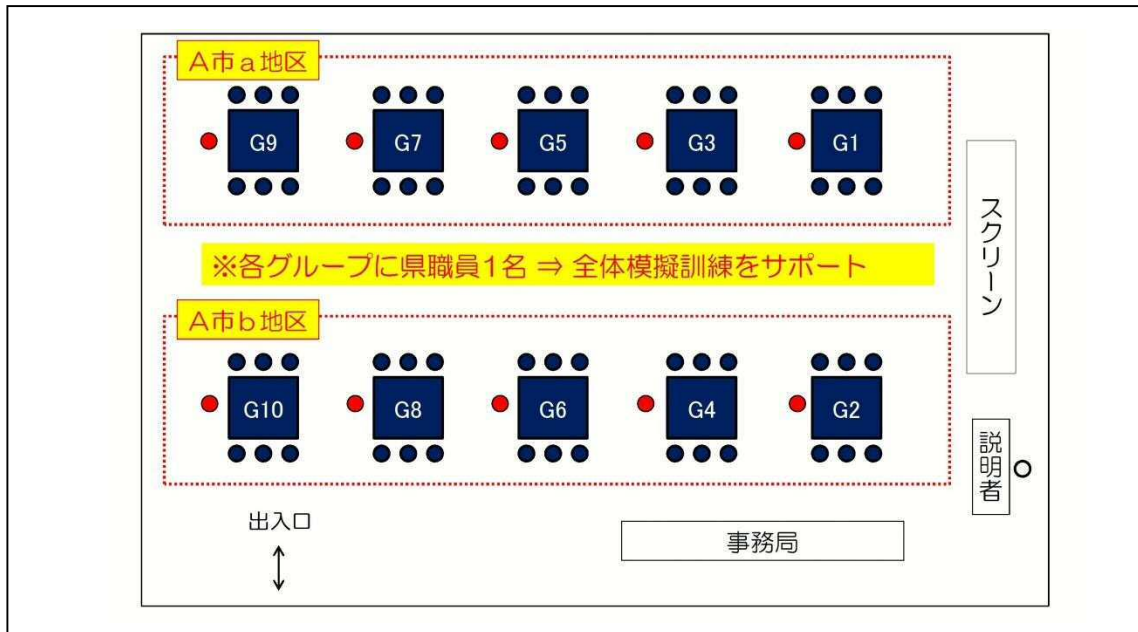 A市a地区
G9
G7
G5
G3
G1
スクリーン
※各グループに県職員1名 ⇒ 全体模擬訓練をサポート
A市b地区
G10
G8
G6
G4
G2
説明者
出入口
事務局